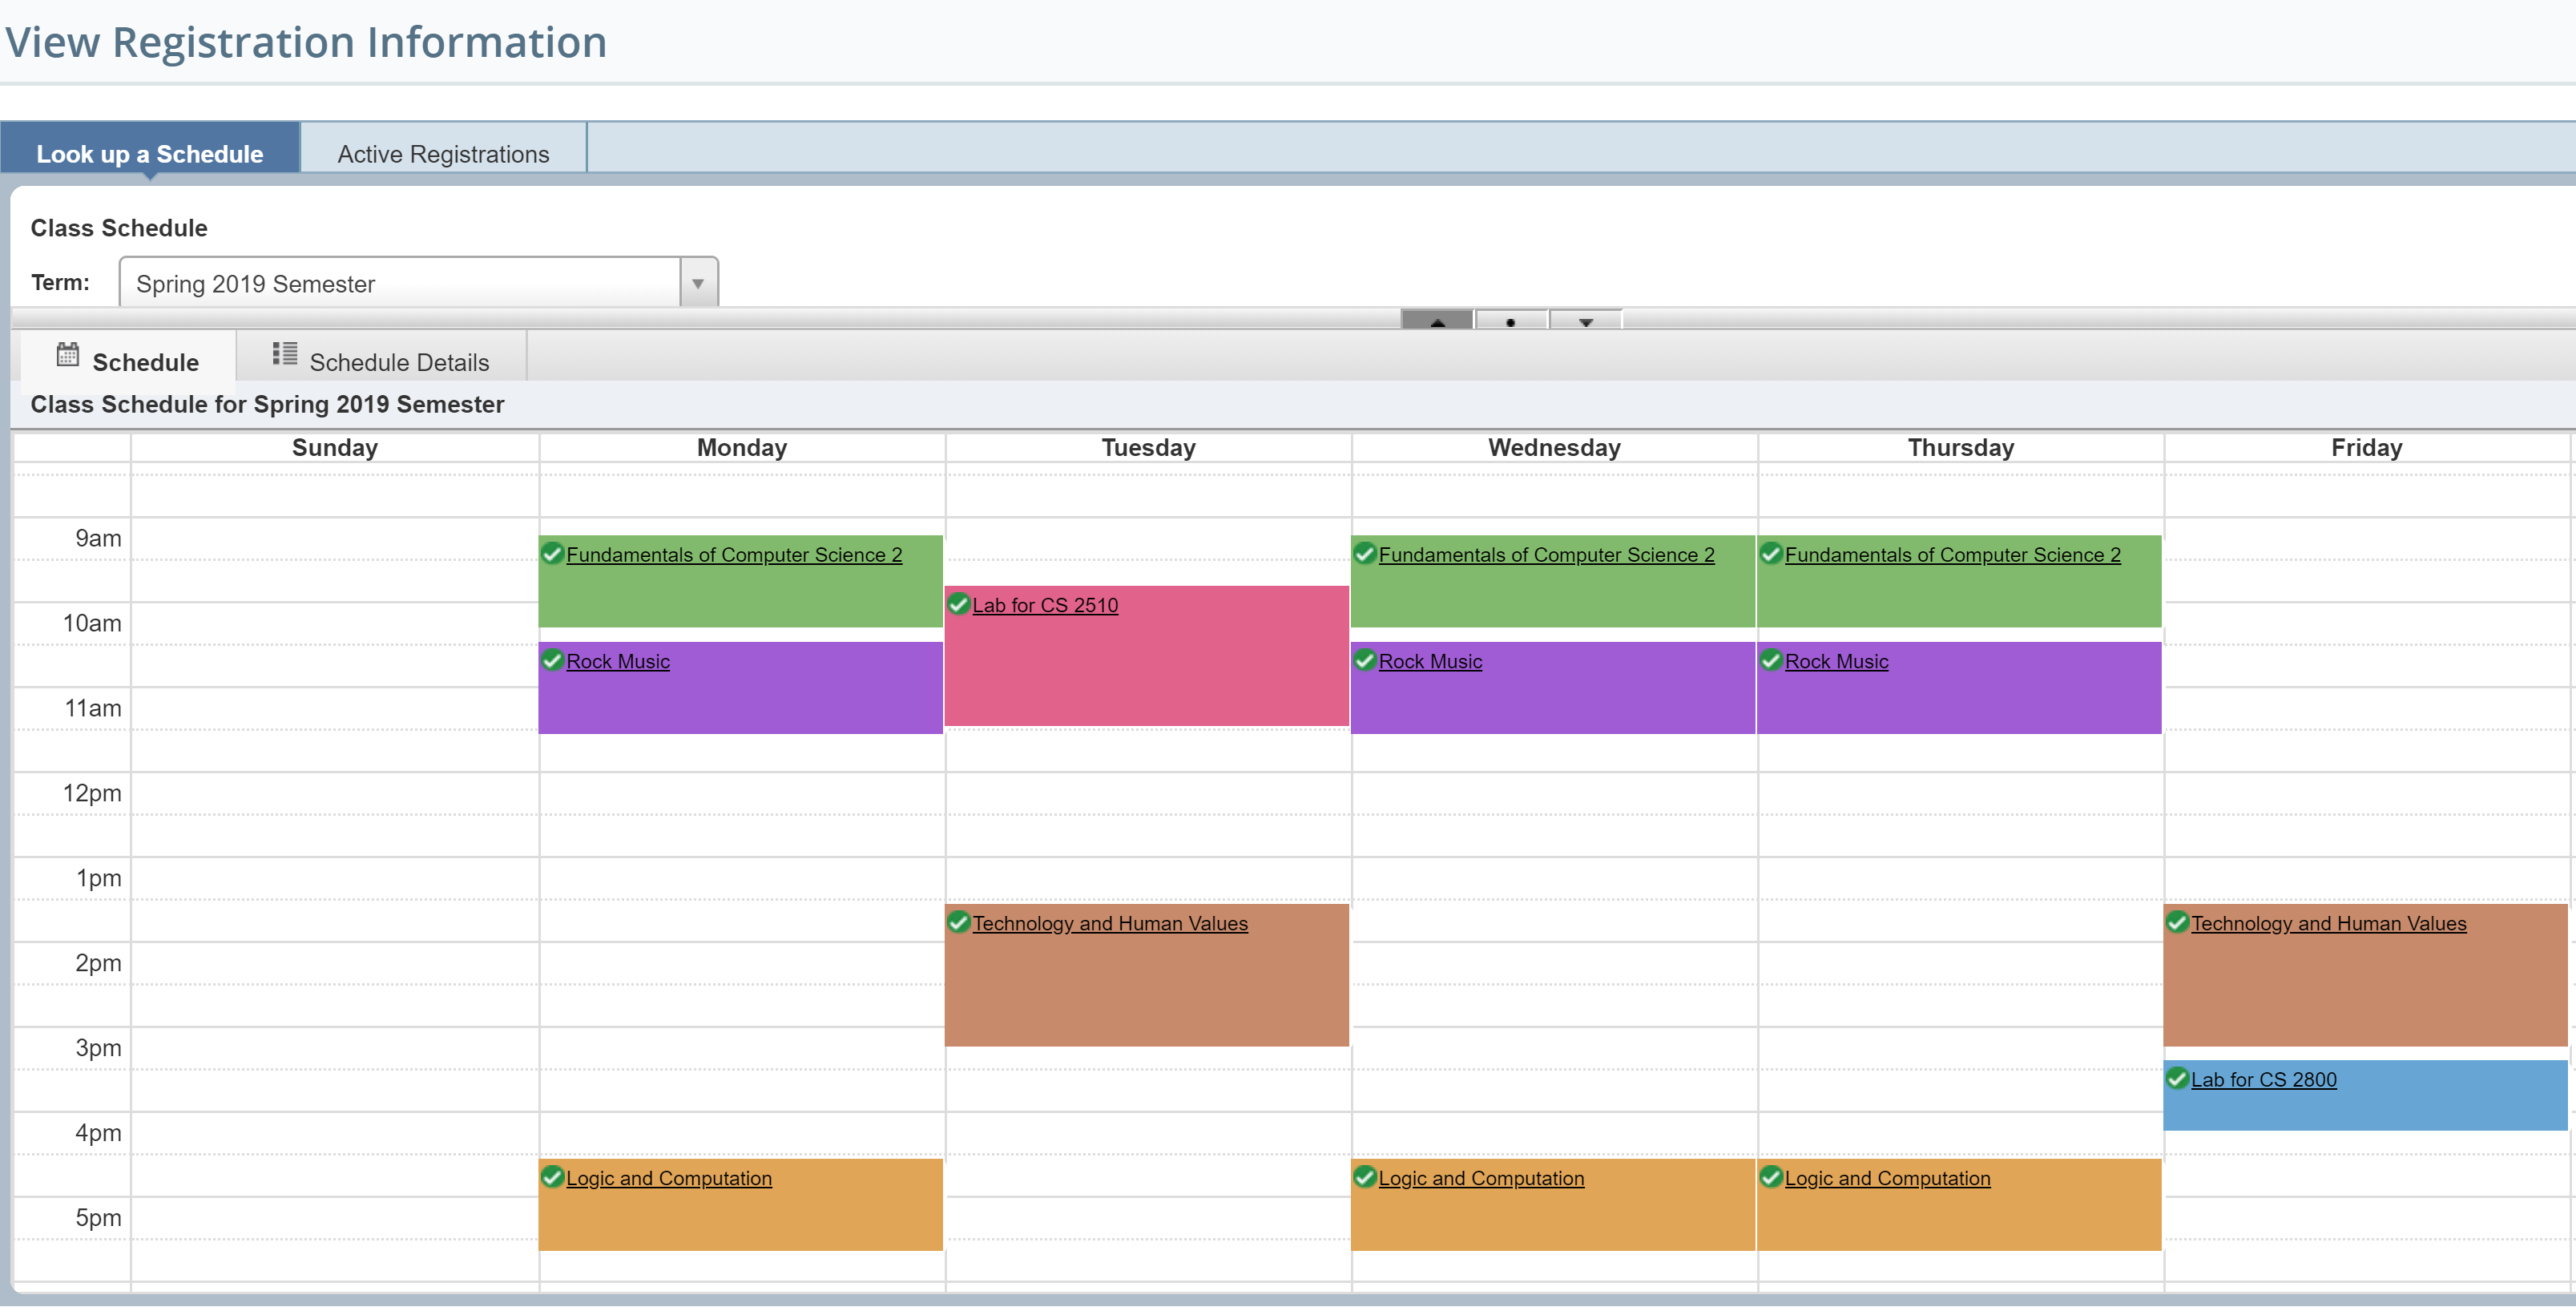 View Registration Information
Look up a Schedule Active Registrations
Class Schedule
Term: Spring 2019 Semester
Schedule Schedule Details
Class Schedule for Spring 2019 Semester
Sunday Monday Tuesday Wednesday Thursday Friday
9am
Fundamentals of Computer Science 2 Fundamentals of Computer Science 2 Fundamentals of Computer Science 2
Lab for CS 2510
10am
Rock Music Rock Music Rock Music
11am
12pm
1pm
Technology and Human Values Technology and Human Values
2pm
3pm
Lab for CS 2800
4pm
Logic and Computation Logic and Computation Logic and Computation
5pm